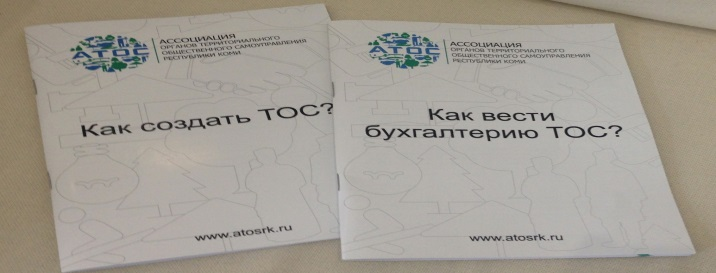 АТОС
АССОЦИАЦИЯ
ОРГАНОВ ТЕРРИТОРИАЛЬНОГО
ОБЩЕСТВЕННОГО САМОУПРАВЛЕНИЯ
РЕСПУБЛИКИ КОМИ
Как создать ТОС?
www.atosrk.ru
АТОС
АССОЦИАЦИЯ
ОРГАНОВ ТЕРРИТОРИАЛЬНОГО
ОБЩЕСТВЕННОГО САМОУПРАВЛЕНИЯ
РЕСПУБЛИКИ КОМИ
Как вести
бухгалтерию ТОС?
www.atosrk.ru